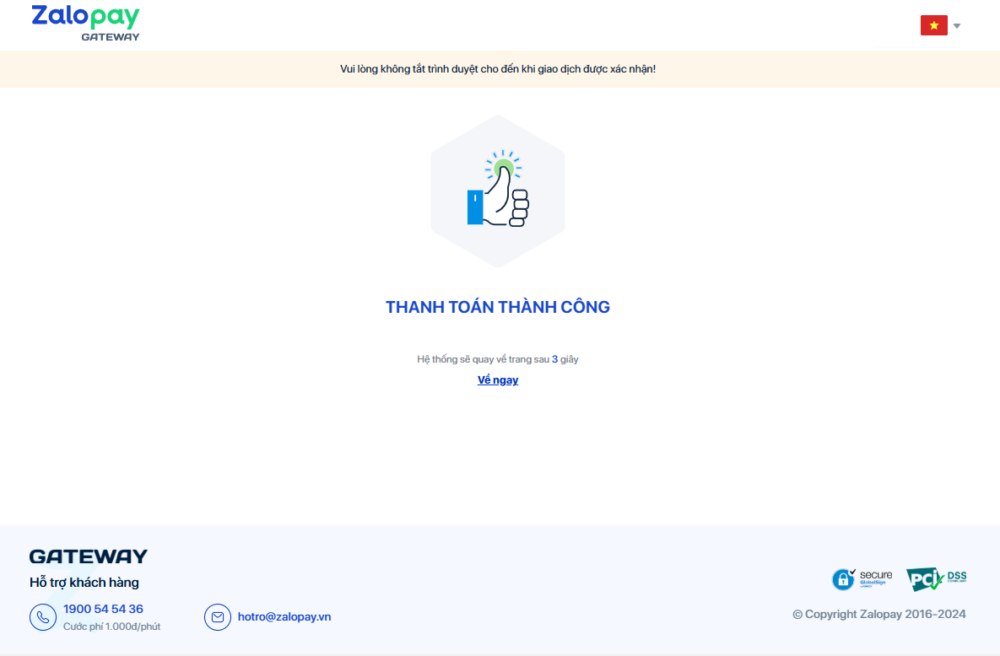 Zalopay
GATEWAY
Vui lòng không tắt trình duyệt cho đến khi giao dịch được xác nhận!
THANH TOÁN THÀNH CÔNG
Hệ thống sẽ quay về trang sau 3 giây
Về ngay
GATEWAY
Hỗ trợ khách hàng
1900 54 54 36
Cước phí 1.000đ/phút
hotro@zalopay.vn
secure
GlobalSign
PCI DSS
COMPLIANT
© Copyright Zalopay 2016-2024